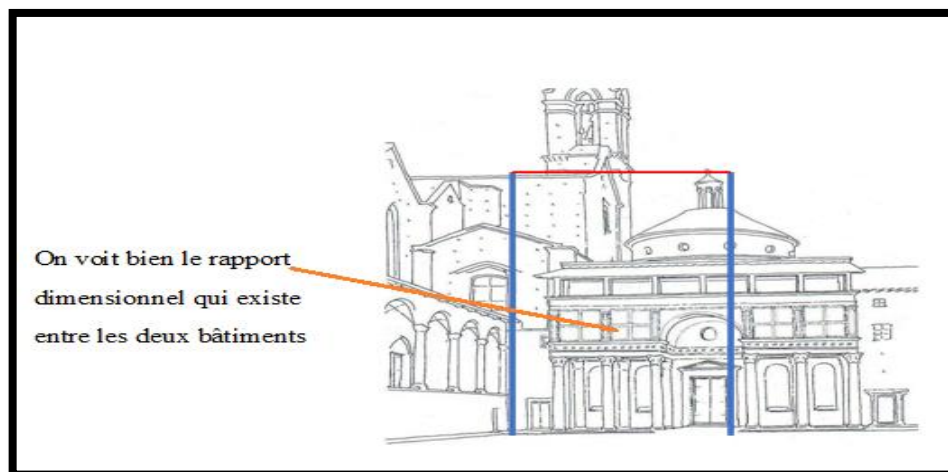 On voit bien le rapport
dimensionnel qui existe
entre les deux bâtiments